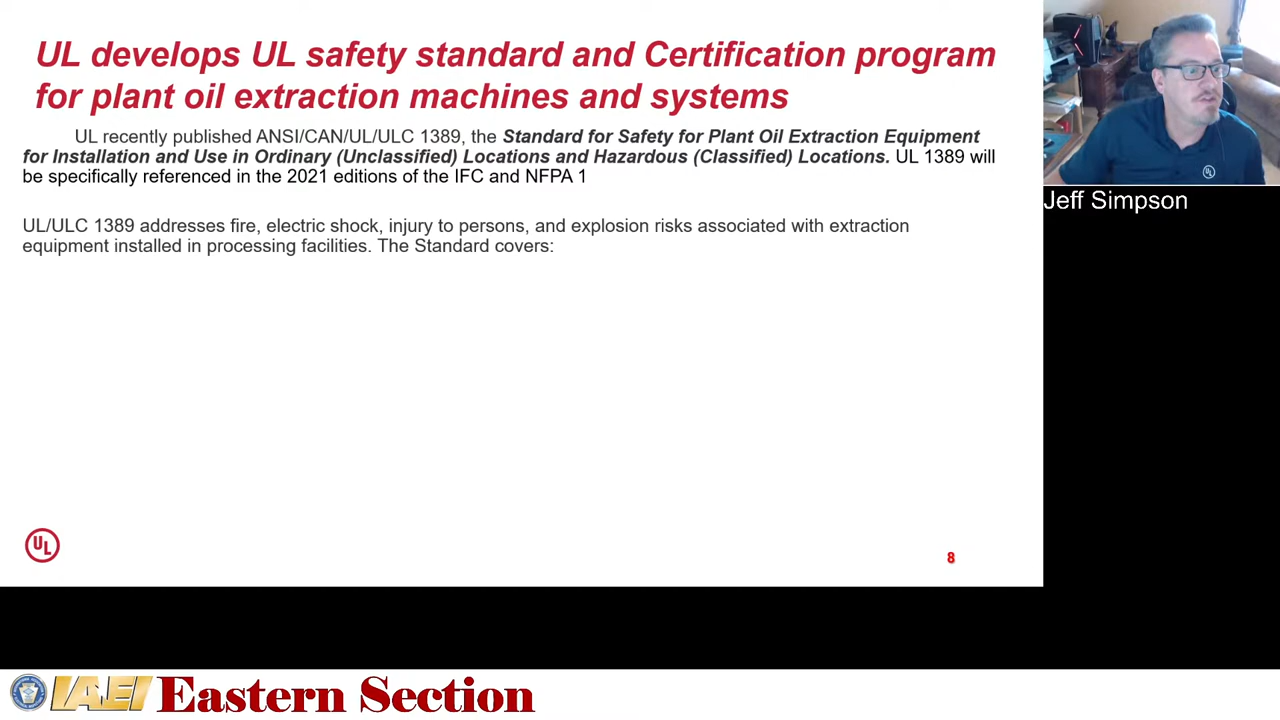 UL develops UL safety standard and Certification program
for plant oil extraction machines and systems
UL recently published ANSI/CAN/UL/ULC 1389, the Standard for Safety for Plant Oil Extraction Equipment
for Installation and Use in Ordinary (Unclassified) Locations and Hazardous (Classified) Locations. UL 1389 will
be specifically referenced in the 2021 editions of the IFC and NFPA 1
UL/ULC 1389 addresses fire, electric shock, injury to persons, and explosion risks associated with extraction
equipment installed in processing facilities. The Standard covers:
UL
8
UL
Jeff Simpson
IAEI Eastern Section